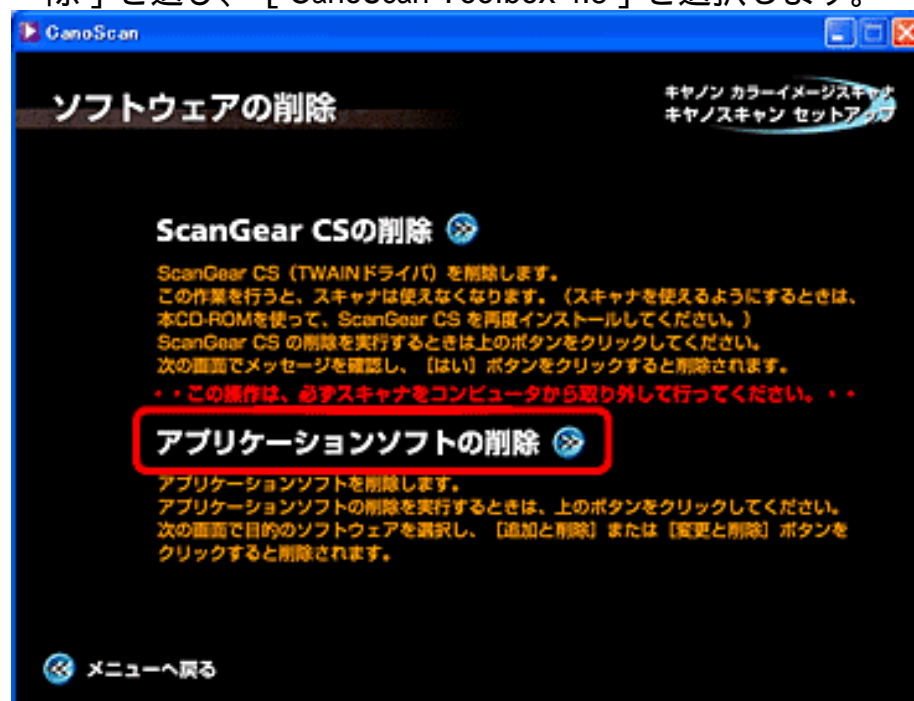 除］を選し、［CanoScan Toolbox 4.0］を選択します。
CanoScan
ソフトウェアの削除
キヤノン カラーイメージスキャナ
キヤノスキャン セットアップ
ScanGear CSの削除
ScanGear CS（TWAINドライバ）を削除します。
この作業を行うと、スキャナは使えなくなります。（スキャナを使えるようにするときは、
本CD-ROMを使って、ScanGear CS を再度インストールしてください。）
ScanGear CS の削除を実行するときは上のボタンをクリックしてください。
次の画面でメッセージを確認し、［はい］ボタンをクリックすると削除されます。
・・この操作は、必ずスキャナをコンピュータから取り外して行ってください。・・
アプリケーションソフトの削除
アプリケーションソフトを削除します。
アプリケーションソフトの削除を実行するときは、上のボタンをクリックしてください。
次の画面で目的のソフトウェアを選択し、［追加と削除］または［変更と削除］ボタンを
クリックすると削除されます。
メニューへ戻る